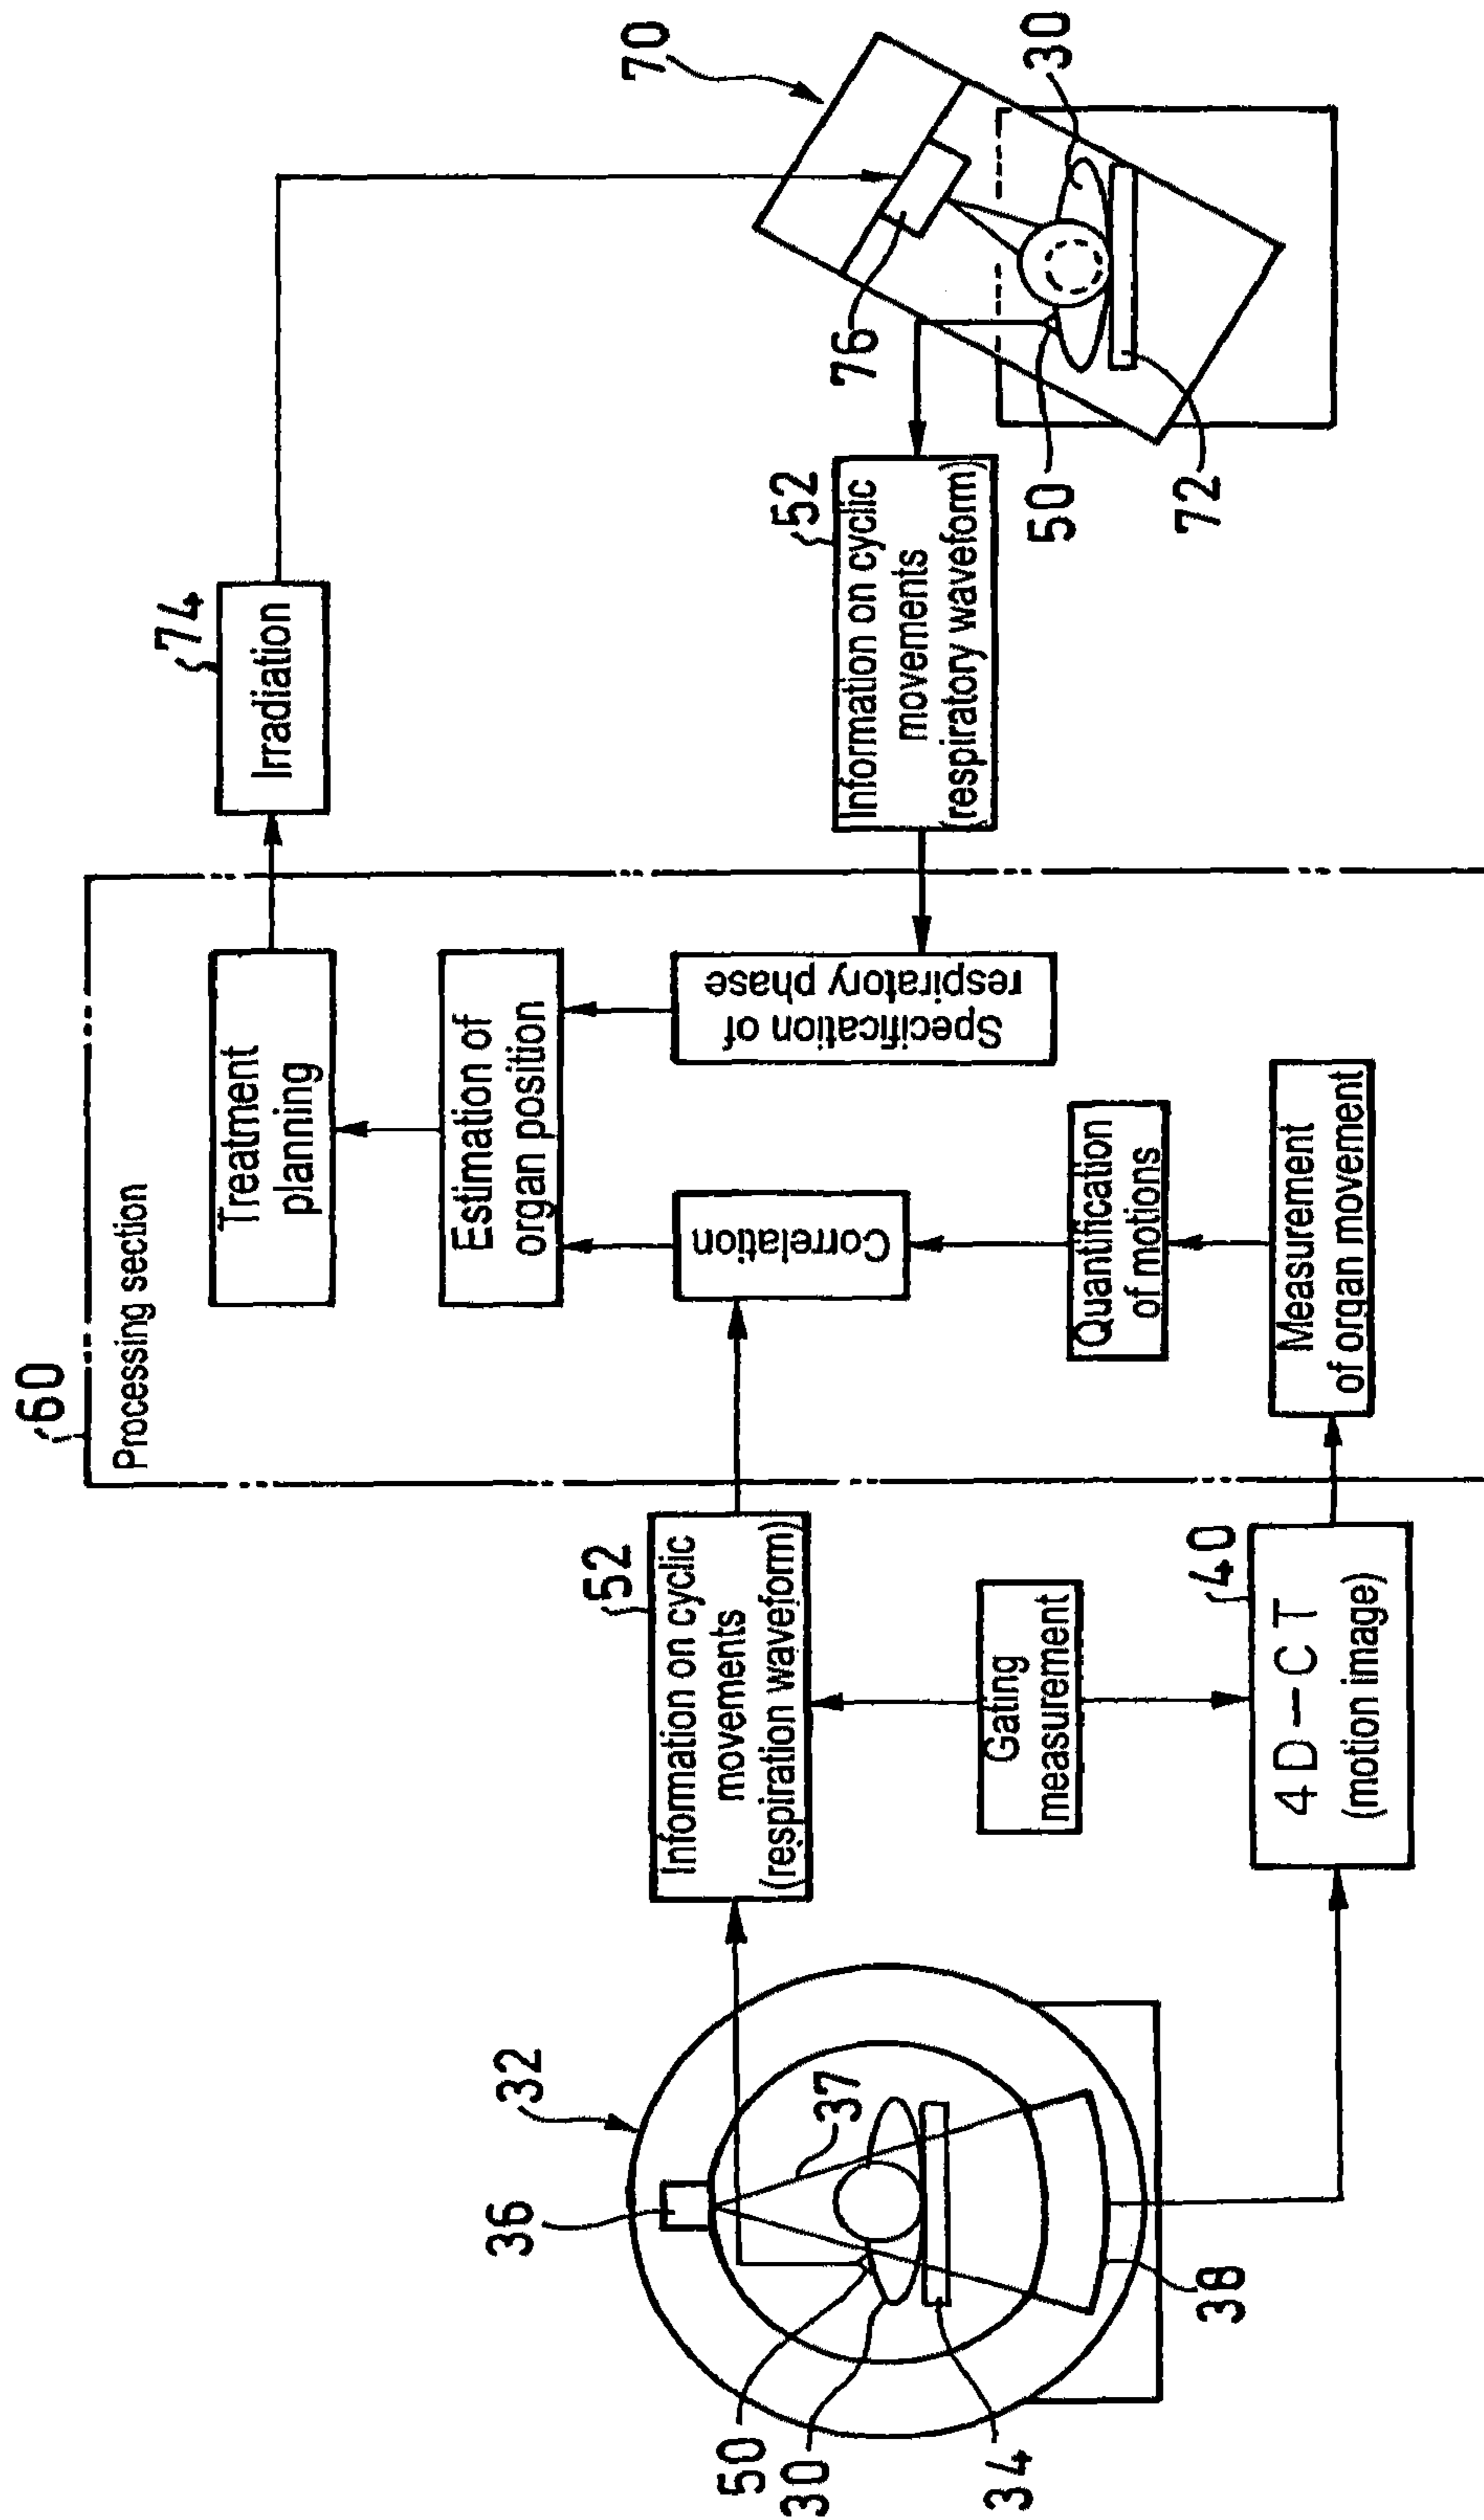 60
Processing section
Treatment
planning
74
Irradiation
70
Estimation of
organ position
52
Information on cyclic
movements
(respiration waveform)
Correlation
Specification of
respiratory phase
52
Information on cyclic
movements
(respiratory waveform)
76
30
50
72
32
36
37
50
30
34
38
Gating
measurement
Quantification
of motions
40
4D-CT
(motion image)
Measurement
of organ movement